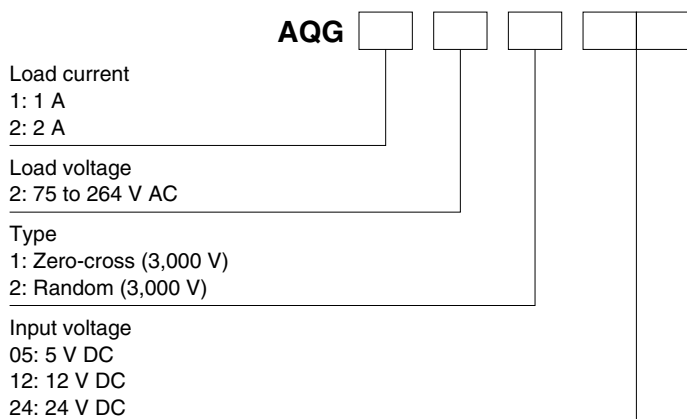 AQG
Load current
1: 1 A
2: 2 A
Load voltage
2: 75 to 264 V AC
Type
1: Zero-cross (3,000 V)
2: Random (3,000 V)
Input voltage
05: 5 V DC
12: 12 V DC
24: 24 V DC